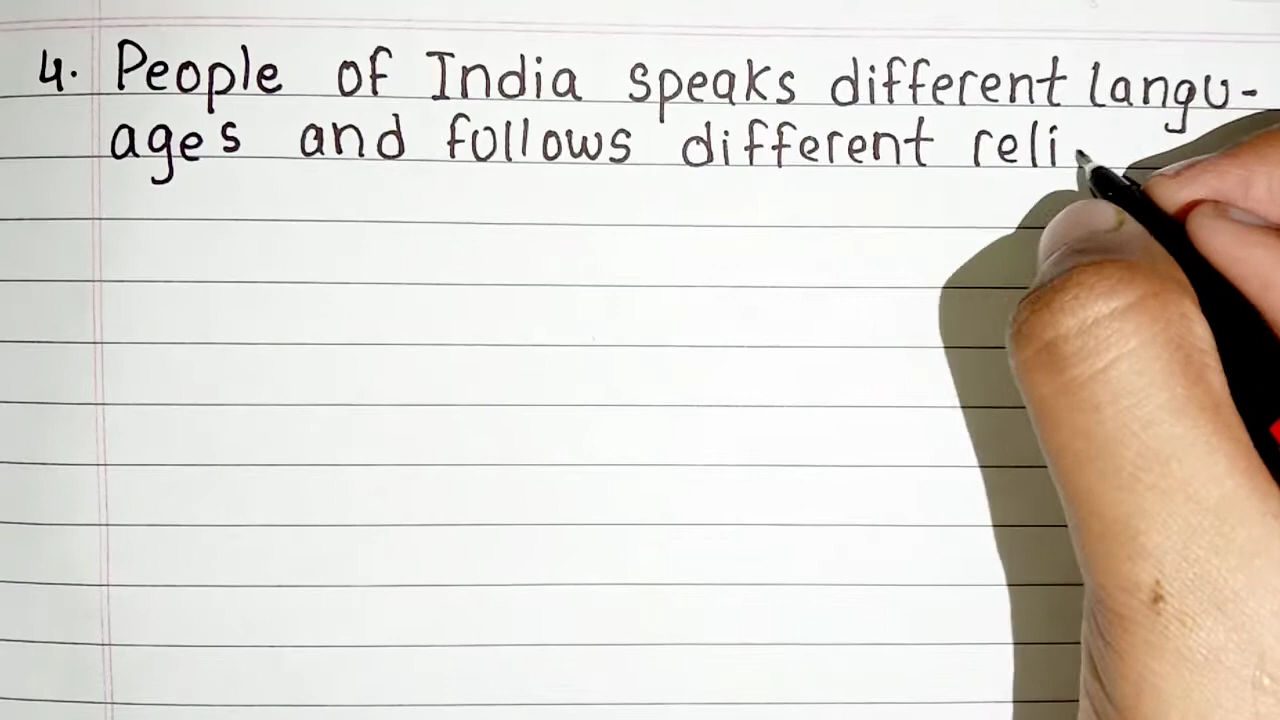 4. People of India speaks different langu-
ages and follows different reli